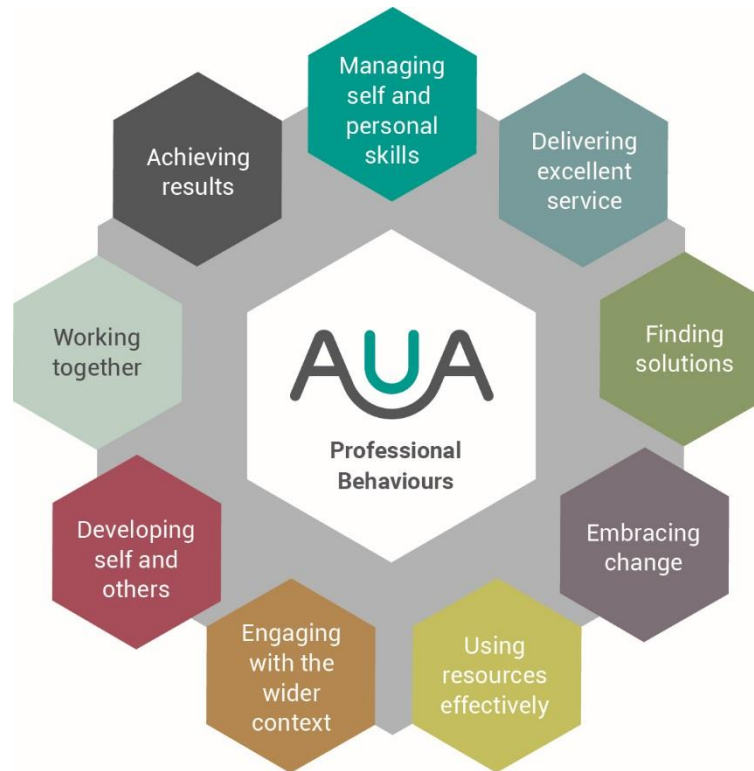 Managing
self and
personal
skills
Delivering
excellent
service
Finding
solutions
Embracing
change
Using
resources
effectively
Engaging
with the
wider
context
Developing
self and
others
Working
together
Achieving
results
AUA
Professional
Behaviours